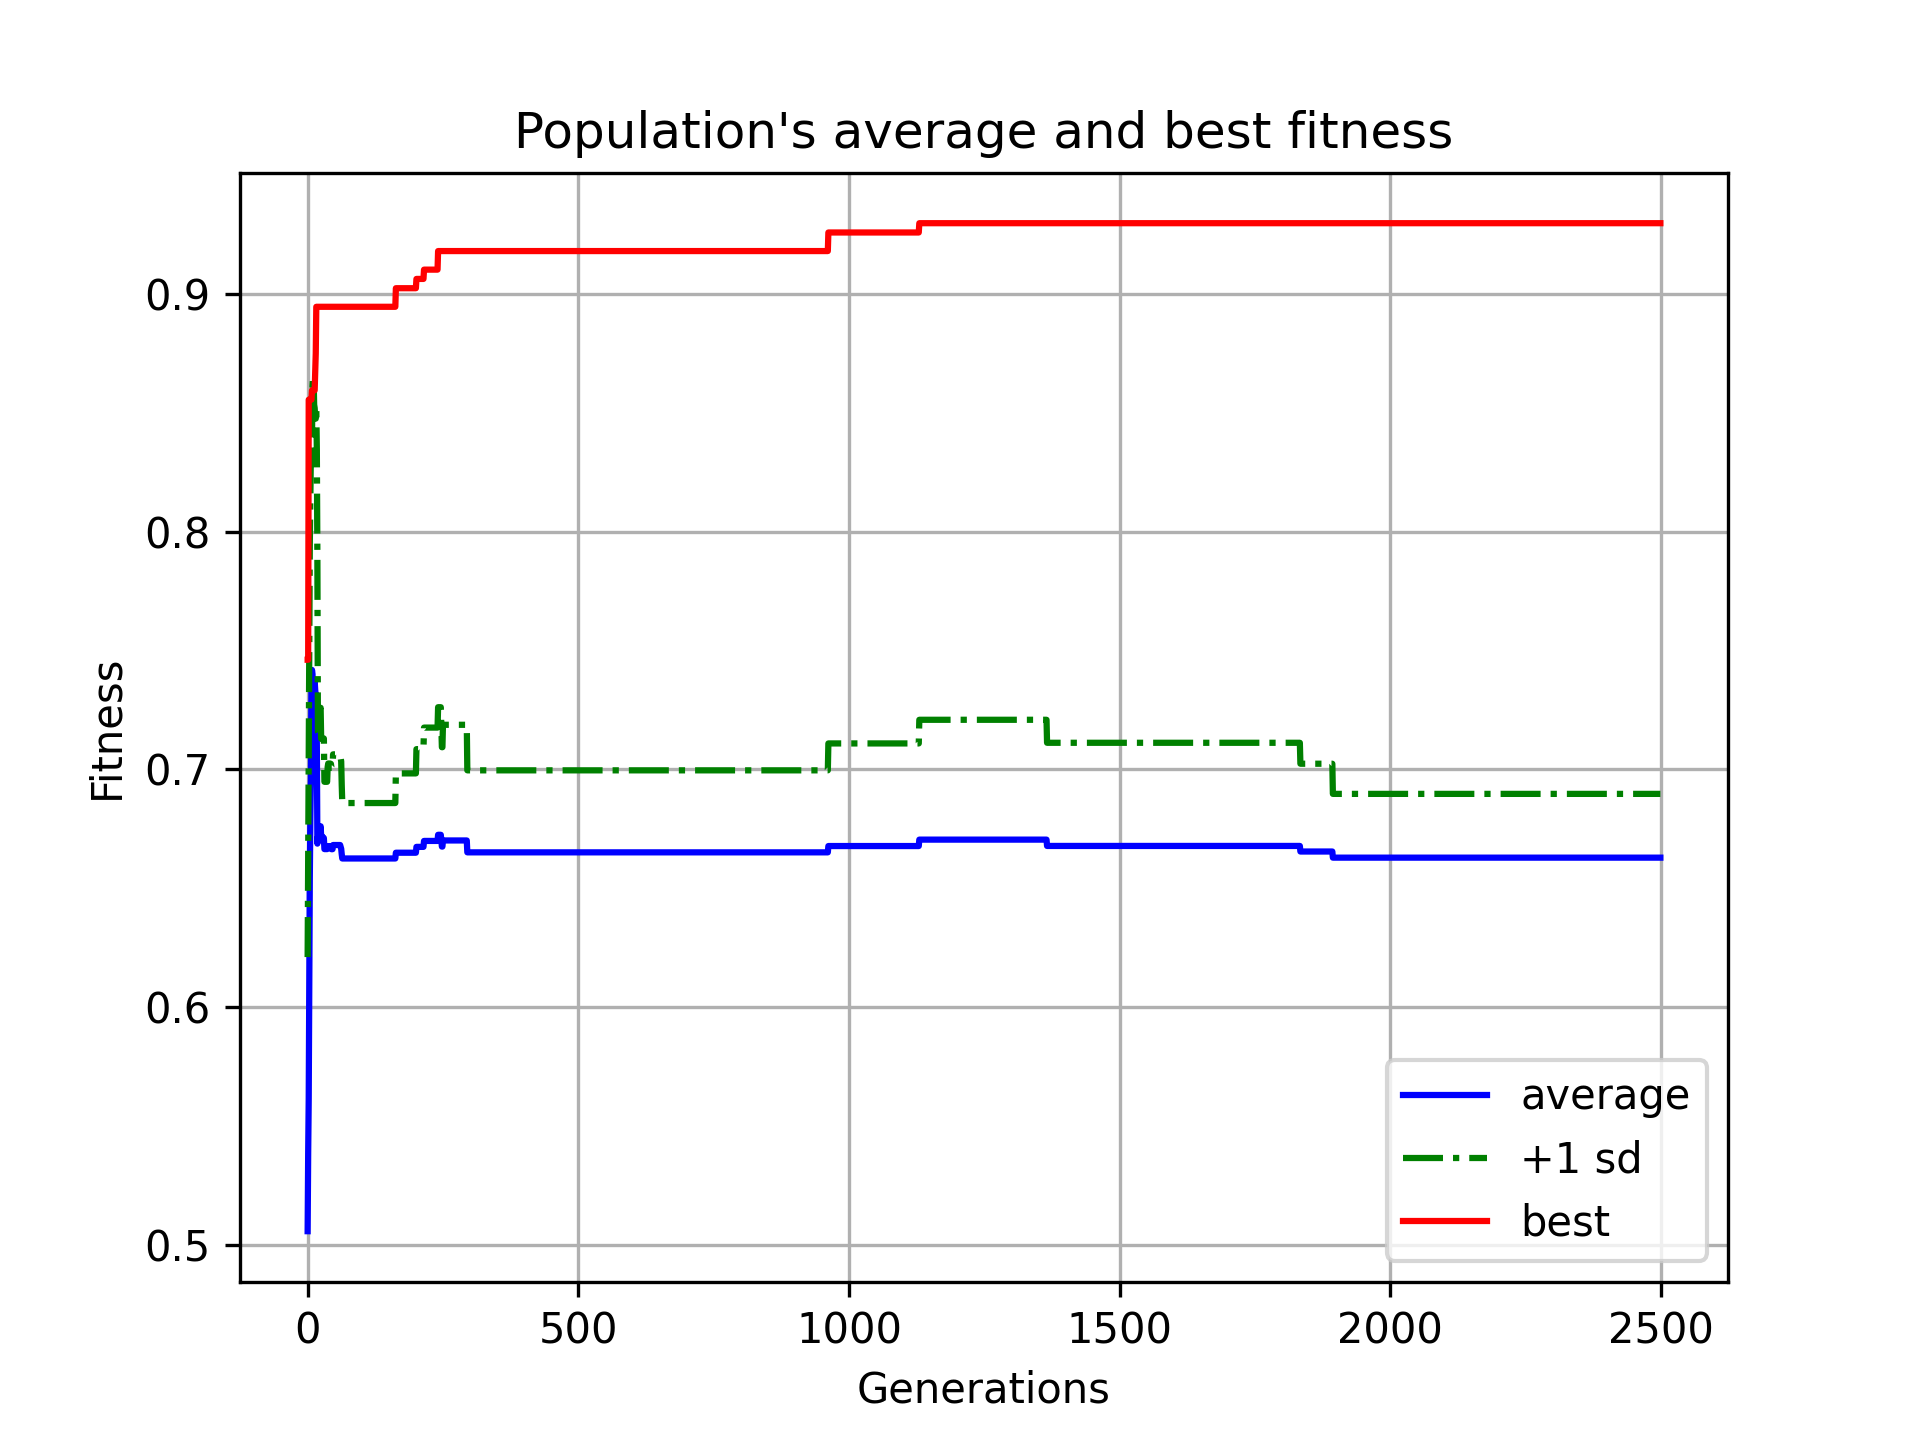 Population's average and best fitness
0.9
0.8
0.7
0.6
0.5
Fitness
average
+1 sd
best
0 500 1000 1500 2000 2500
Generations